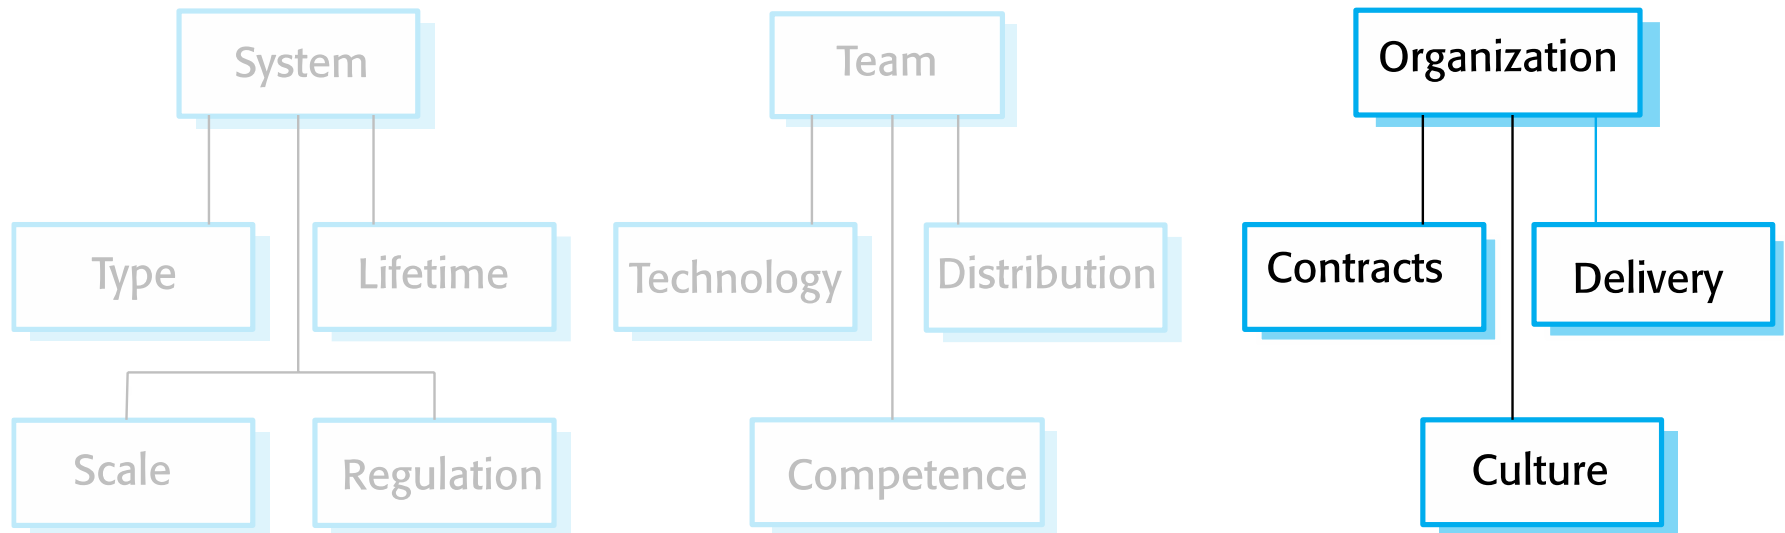 System
Team
Organization
Type
Lifetime
Technology
Distribution
Contracts
Delivery
Scale
Regulation
Competence
Culture